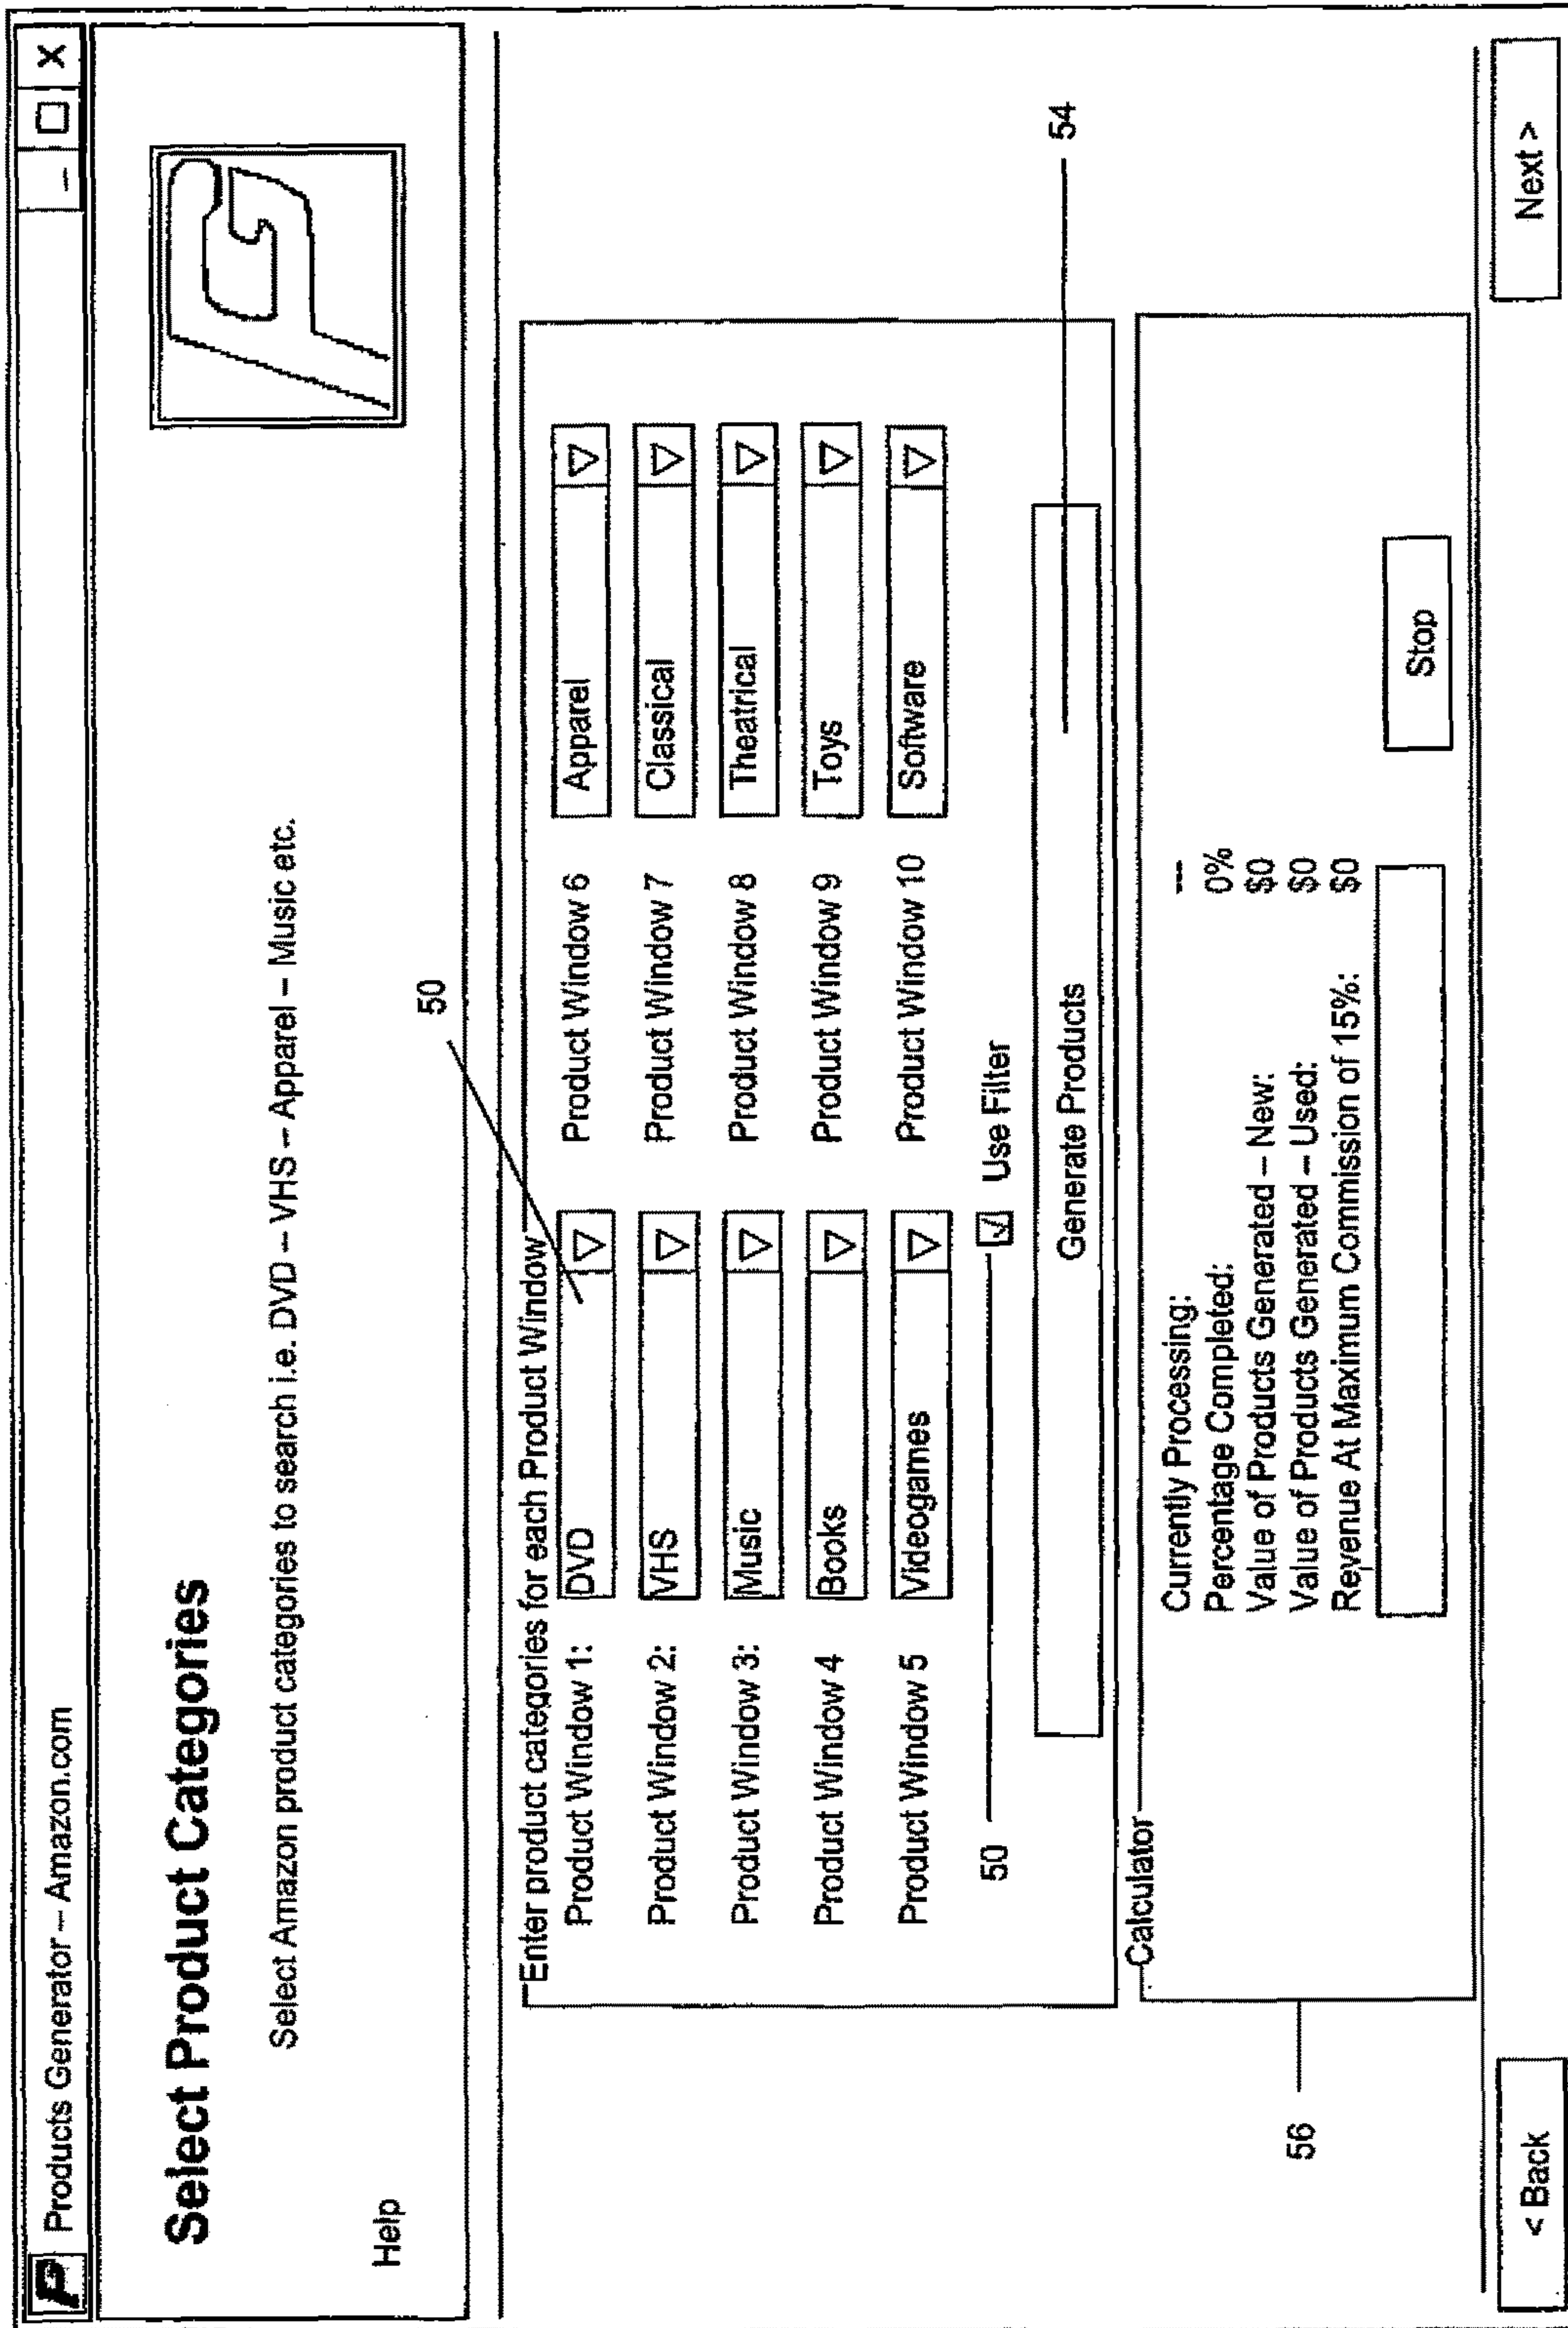 P Products Generator – Amazon.com
_ □ X
Select Product Categories
Select Amazon product categories to search i.e. DVD – VHS – Apparel – Music etc.
Help
50
Enter product categories for each Product Window
Product Window 1: DVD Product Window 6 Apparel
Product Window 2: VHS Product Window 7 Classical
Product Window 3: Music Product Window 8 Theatrical
Product Window 4 Books Product Window 9 Toys
Product Window 5 Videogames Product Window 10 Software
50 Use Filter
Generate Products 54
Calculator
Currently Processing: ---
Percentage Completed: 0%
Value of Products Generated – New: $0
56 Value of Products Generated – Used: $0
Revenue At Maximum Commission of 15%: $0
Stop
< Back Next >